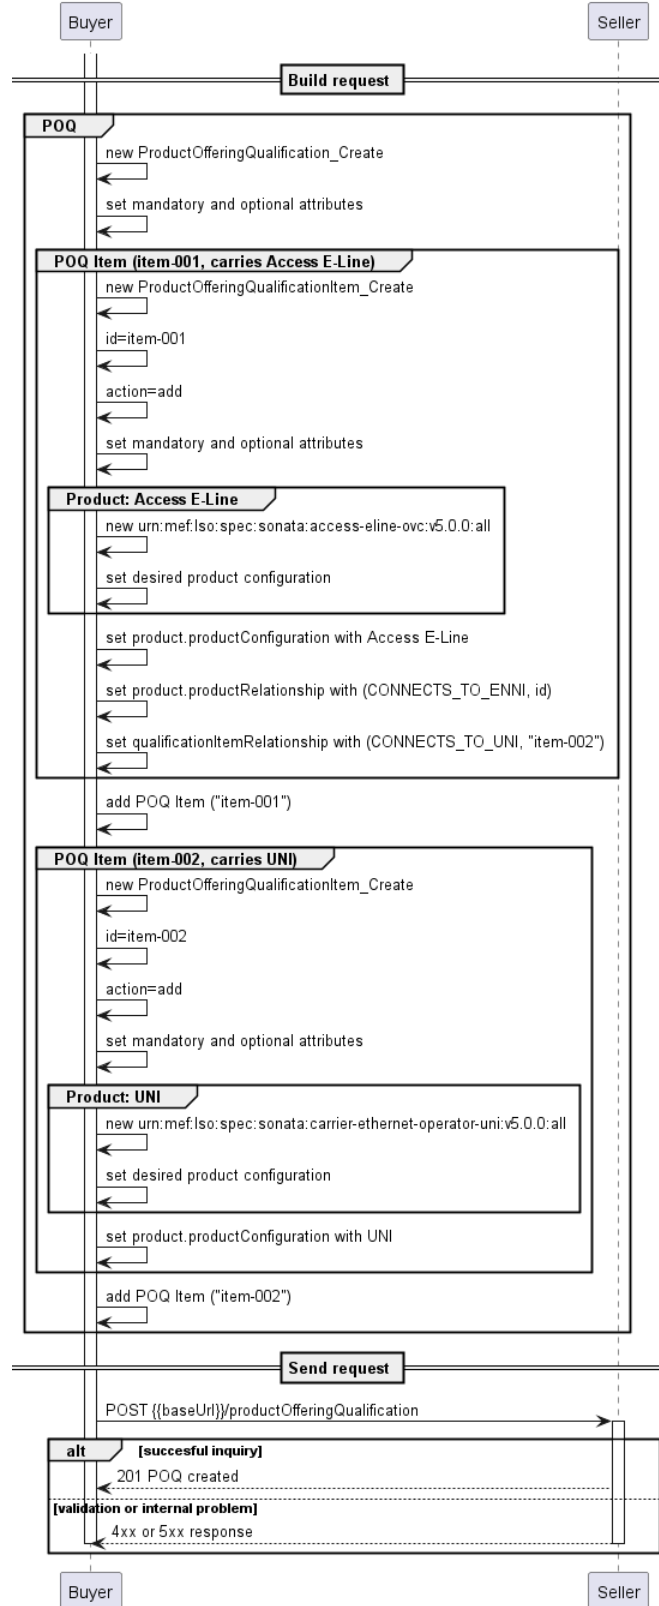 Buyer
Seller
Build request
POQ
new ProductOfferingQualification_Create
set mandatory and optional attributes
POQ Item (item-001, carries Access E-Line)
new ProductOfferingQualificationItem_Create
id=item-001
action=add
set mandatory and optional attributes
Product: Access E-Line
new urn:mef:lso:spec:sonata:access-eline-ovc:v5.0.0:all
set desired product configuration
set product.productConfiguration with Access E-Line
set product.productRelationship with (CONNECTS_TO_ENNI, id)
set qualificationItemRelationship with (CONNECTS_TO_UNI, "item-002")
add POQ Item ("item-001")
POQ Item (item-002, carries UNI)
new ProductOfferingQualificationItem_Create
id=item-002
action=add
set mandatory and optional attributes
Product: UNI
new urn:mef:lso:spec:sonata:carrier-ethernet-operator-uni:v5.0.0:all
set desired product configuration
set product.productConfiguration with UNI
add POQ Item ("item-002")
Send request
POST {{baseUrl}}/productOfferingQualification
alt [succesful inquiry]
201 POQ created
[validation or internal problem]
4xx or 5xx response
Buyer
Seller